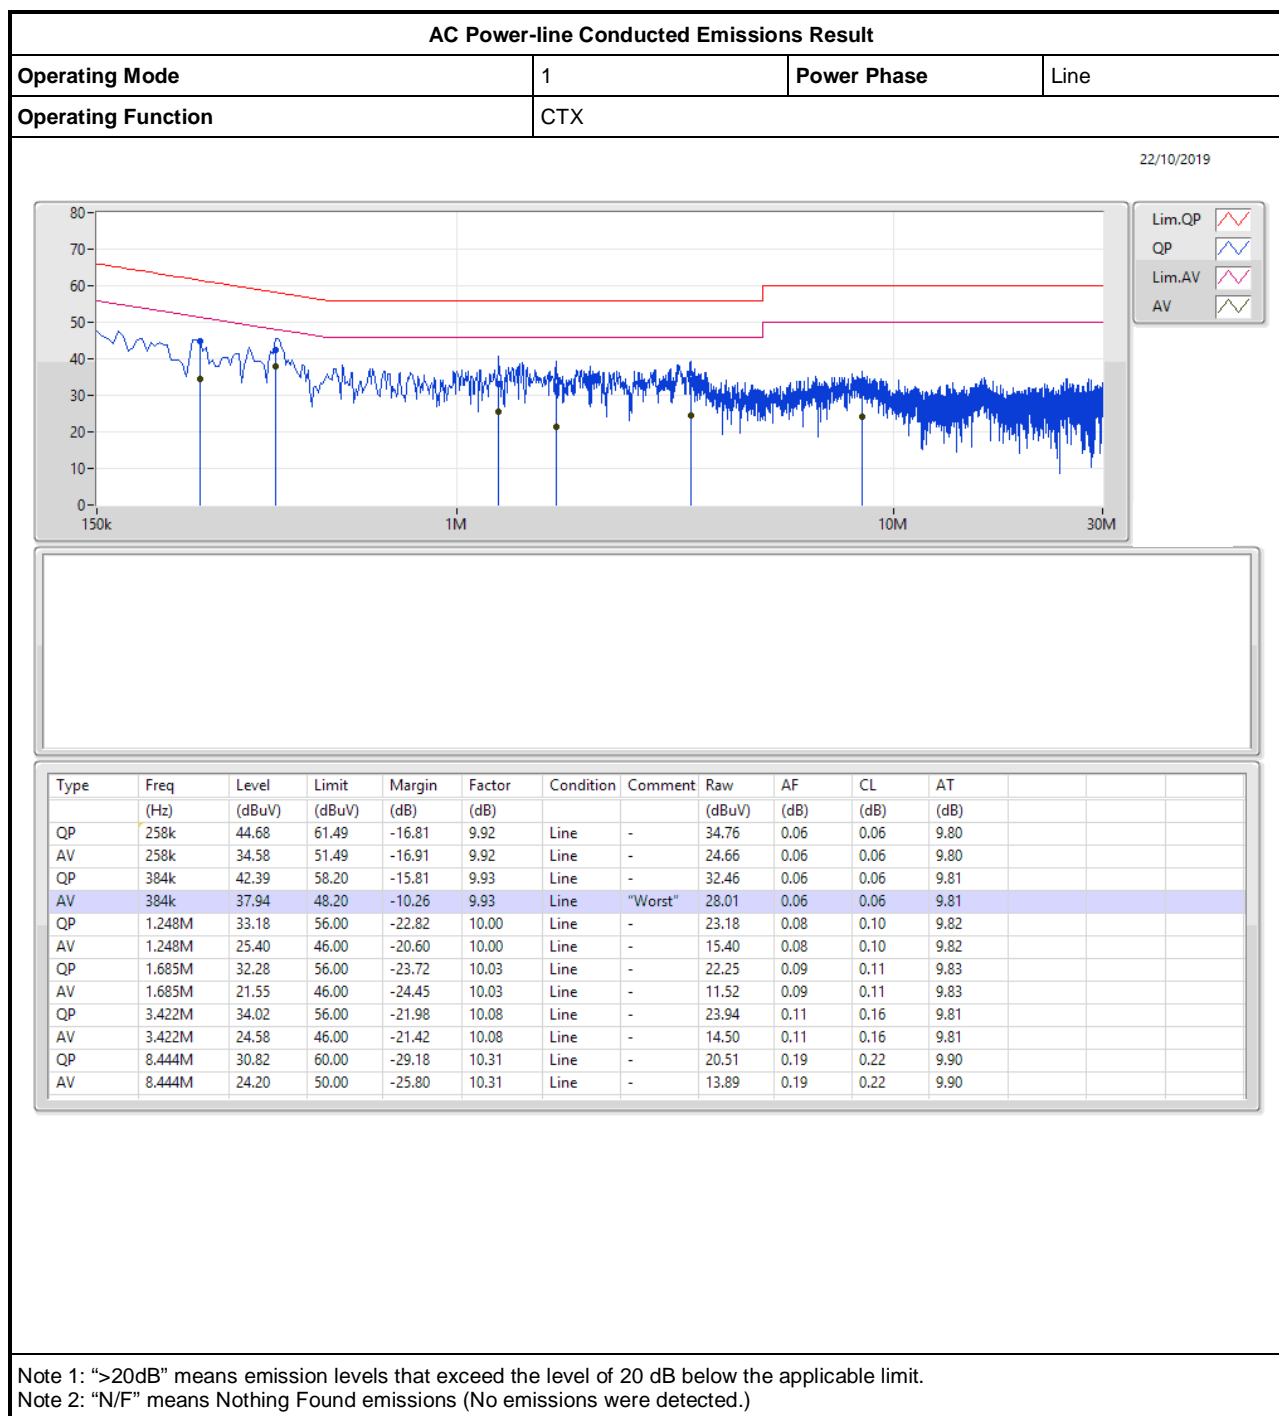 AC Power-line Conducted Emissions Result
Operating Mode 1 Power Phase Line
Operating Function CTX
22/10/2019
80
70
60
50
40
30
20
10
0
150k 1M 10M 30M
Lim.QP
QP
Lim.AV
AV
Type Freq Level Limit Margin Factor Condition Comment Raw AF CL AT
(Hz) (dBuV) (dBuV) (dB) (dB) (dBuV) (dB) (dB) (dB)
QP 258k 44.68 61.49 -16.81 9.92 Line - 34.76 0.06 0.06 9.80
AV 258k 34.58 51.49 -16.91 9.92 Line - 24.66 0.06 0.06 9.80
QP 384k 42.39 58.20 -15.81 9.93 Line - 32.46 0.06 0.06 9.81
AV 384k 37.94 48.20 -10.26 9.93 Line "Worst" 28.01 0.06 0.06 9.81
QP 1.248M 33.18 56.00 -22.82 10.00 Line - 23.18 0.08 0.10 9.82
AV 1.248M 25.40 46.00 -20.60 10.00 Line - 15.40 0.08 0.10 9.82
QP 1.685M 32.28 56.00 -23.72 10.03 Line - 22.25 0.09 0.11 9.83
AV 1.685M 21.55 46.00 -24.45 10.03 Line - 11.52 0.09 0.11 9.83
QP 3.422M 34.02 56.00 -21.98 10.08 Line - 23.94 0.11 0.16 9.81
AV 3.422M 24.58 46.00 -21.42 10.08 Line - 14.50 0.11 0.16 9.81
QP 8.444M 30.82 60.00 -29.18 10.31 Line - 20.51 0.19 0.22 9.90
AV 8.444M 24.20 50.00 -25.80 10.31 Line - 13.89 0.19 0.22 9.90
Note 1: “>20dB” means emission levels that exceed the level of 20 dB below the applicable limit.
Note 2: “N/F” means Nothing Found emissions (No emissions were detected.)